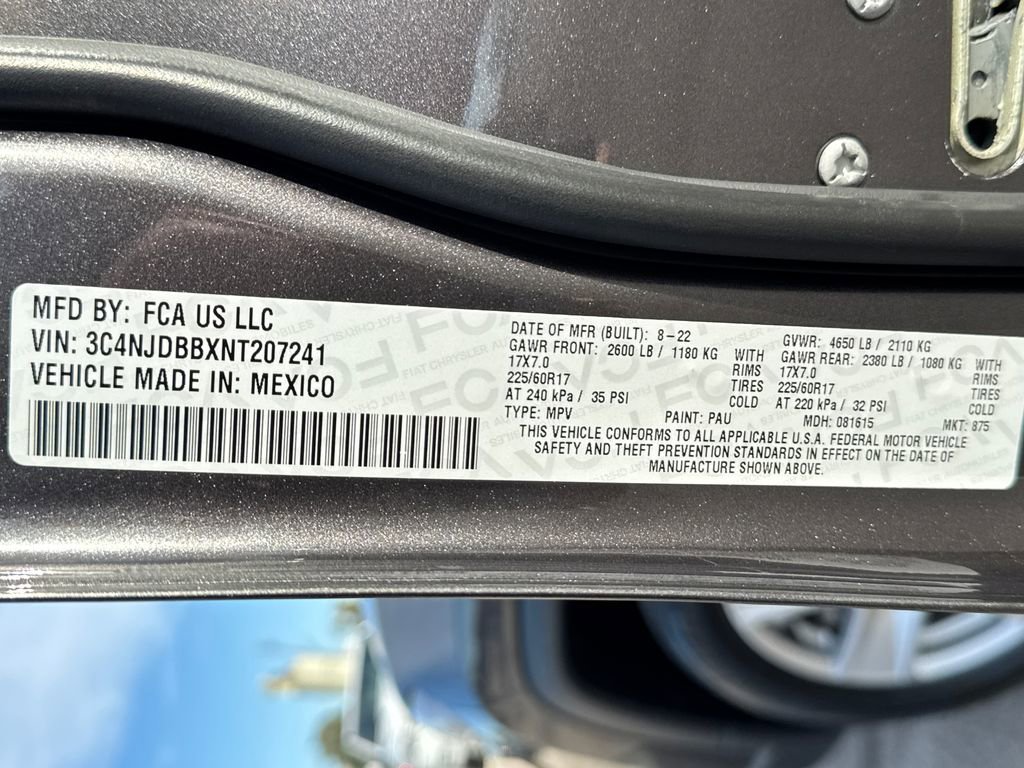 MFD BY: FCA US LLC
VIN: 3C4NJDBBXNT207241
VEHICLE MADE IN: MEXICO
DATE OF MFR (BUILT): 8-22
GAWR FRONT: 2600 LB / 1180 KG WITH
17X7.0 RIMS
225/60R17 TIRES
AT 240 kPa / 35 PSI COLD
GVWR: 4650 LB / 2110 KG
GAWR REAR: 2380 LB / 1080 KG WITH
17X7.0 RIMS
225/60R17 TIRES
AT 220 kPa / 32 PSI COLD
TYPE: MPV PAINT: PAU MDH: 081615 MKT: 875
THIS VEHICLE CONFORMS TO ALL APPLICABLE U.S.A. FEDERAL MOTOR VEHICLE
SAFETY AND THEFT PREVENTION STANDARDS IN EFFECT ON THE DATE OF
MANUFACTURE SHOWN ABOVE.